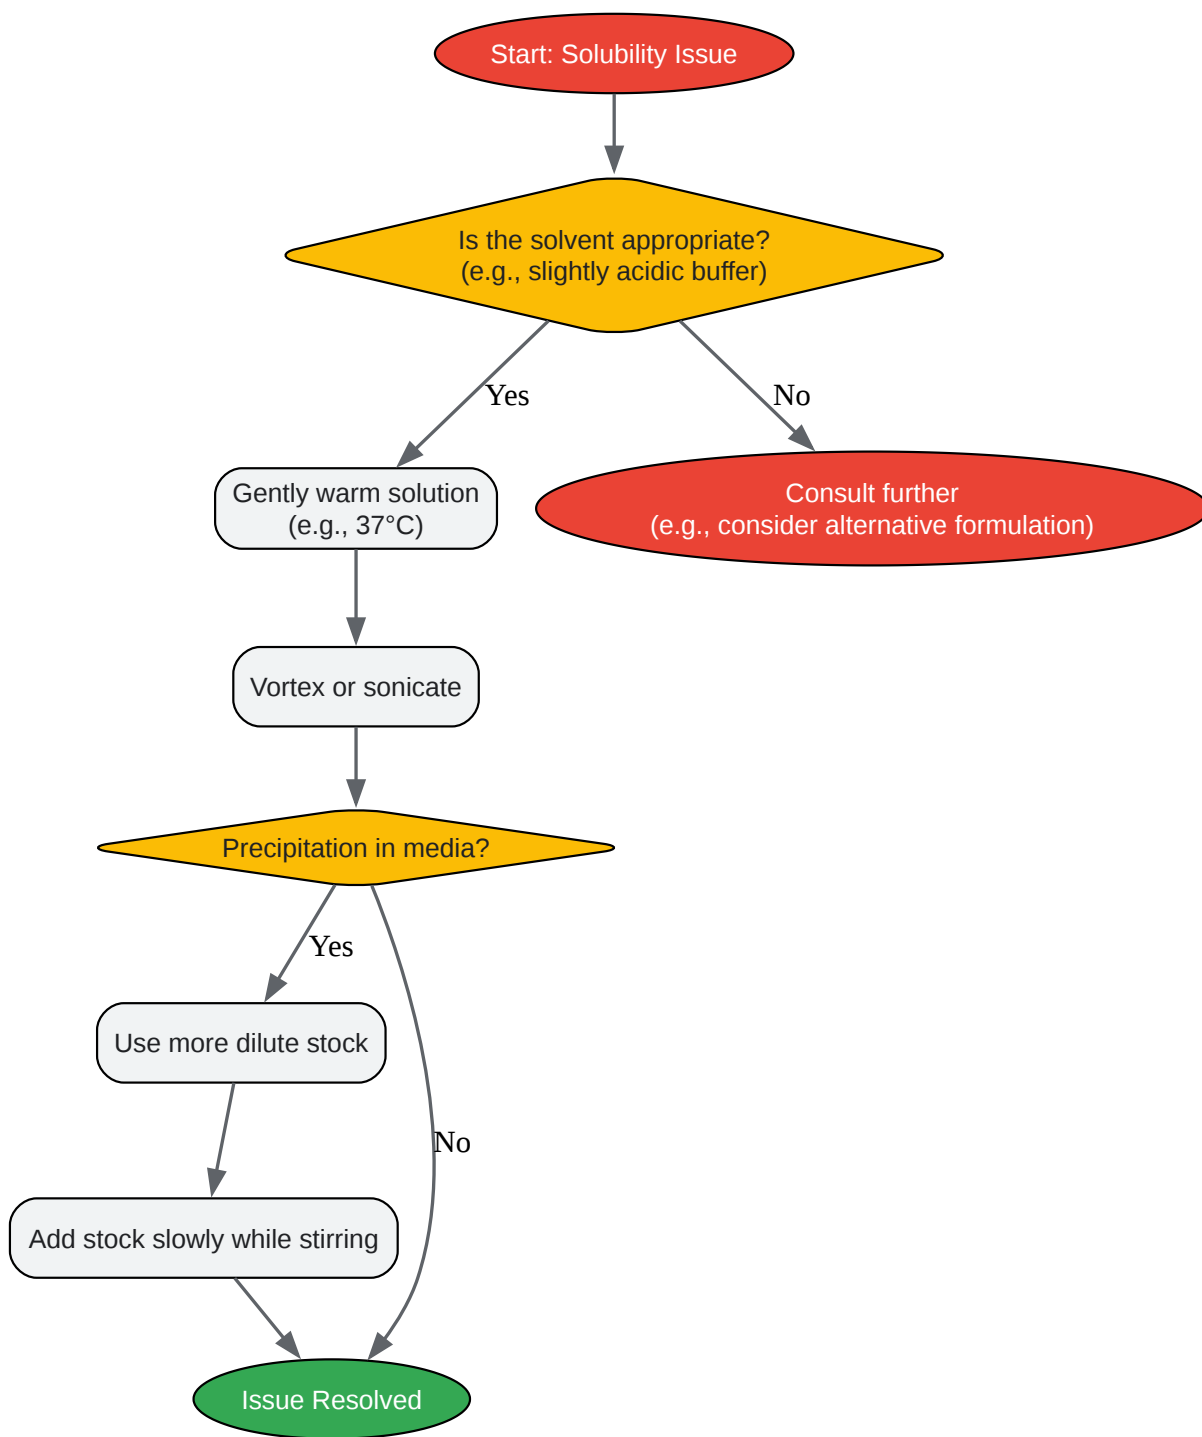 Start: Solubility Issue
Is the solvent appropriate?
(e.g., slightly acidic buffer)
Yes
No
Gently warm solution
(e.g., 37°C)
Consult further
(e.g., consider alternative formulation)
Vortex or sonicate
Precipitation in media?
Yes
Use more dilute stock
No
Add stock slowly while stirring
Issue Resolved